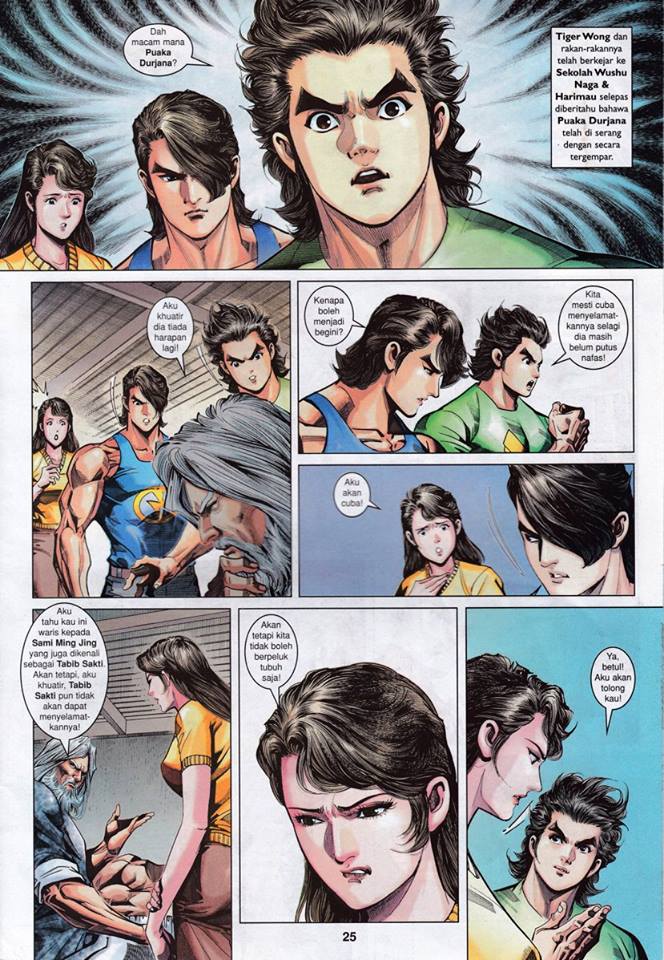 Dah
macam mana
Puaka
Durjana?
Tiger Wong dan
rakan-rakannya
telah berkejar ke
Sekolah Wushu
Naga &
Harimau selepas
diberitahu bahawa
Puaka Durjana
telah di serang
dengan secara
tergempar.
Aku
khuatir
dia tiada
harapan
lagi!
Kenapa
boleh
menjadi
begini?
Kita
mesti cuba
menyelamat-
kannya selagi
dia masih
belum putus
nafas!
Aku
akan
cuba!
Aku
tahu kau ini
waris kepada
Sami Ming Jing
yang juga dikenali
sebagai Tabib Sakti.
Akan tetapi, aku
khuatir, Tabib
Sakti pun tidak
akan dapat
menyelamat-
kannya!
Akan
tetapi kita
tidak boleh
berpeluk
tubuh
saja!
Ya,
betul!
Aku akan
tolong
kau!
25